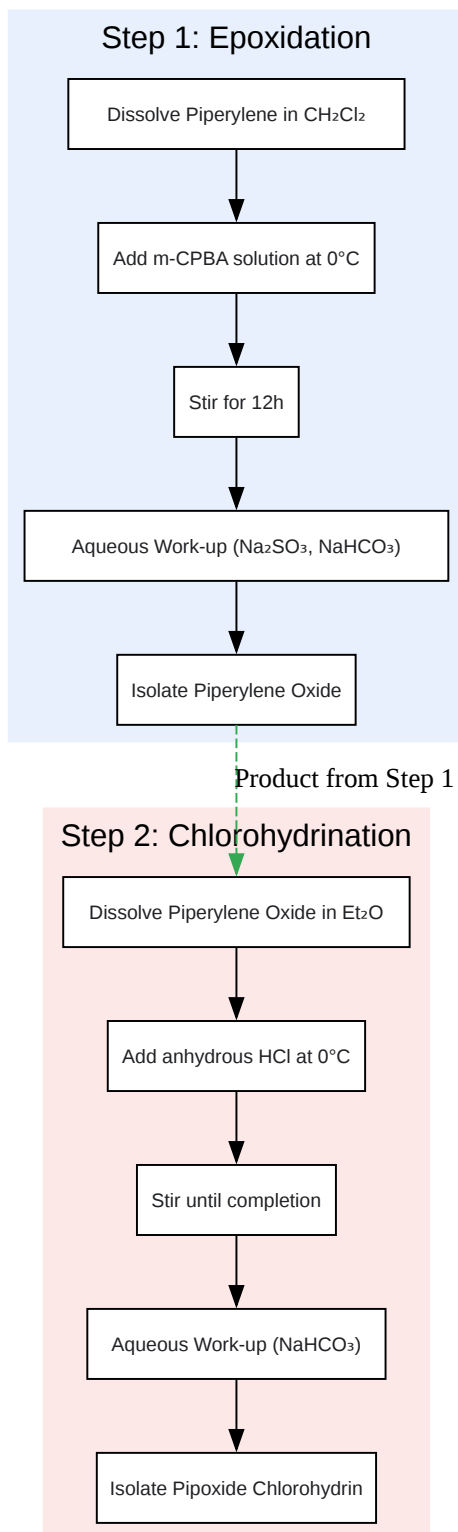 Step 1: Epoxidation
Dissolve Piperylene in CH₂Cl₂
Add m-CPBA solution at 0°C
Stir for 12h
Aqueous Work-up (Na₂SO₃, NaHCO₃)
Isolate Piperylene Oxide
Product from Step 1
Step 2: Chlorohydrination
Dissolve Piperylene Oxide in Et₂O
Add anhydrous HCl at 0°C
Stir until completion
Aqueous Work-up (NaHCO₃)
Isolate Pipoxide Chlorohydrin